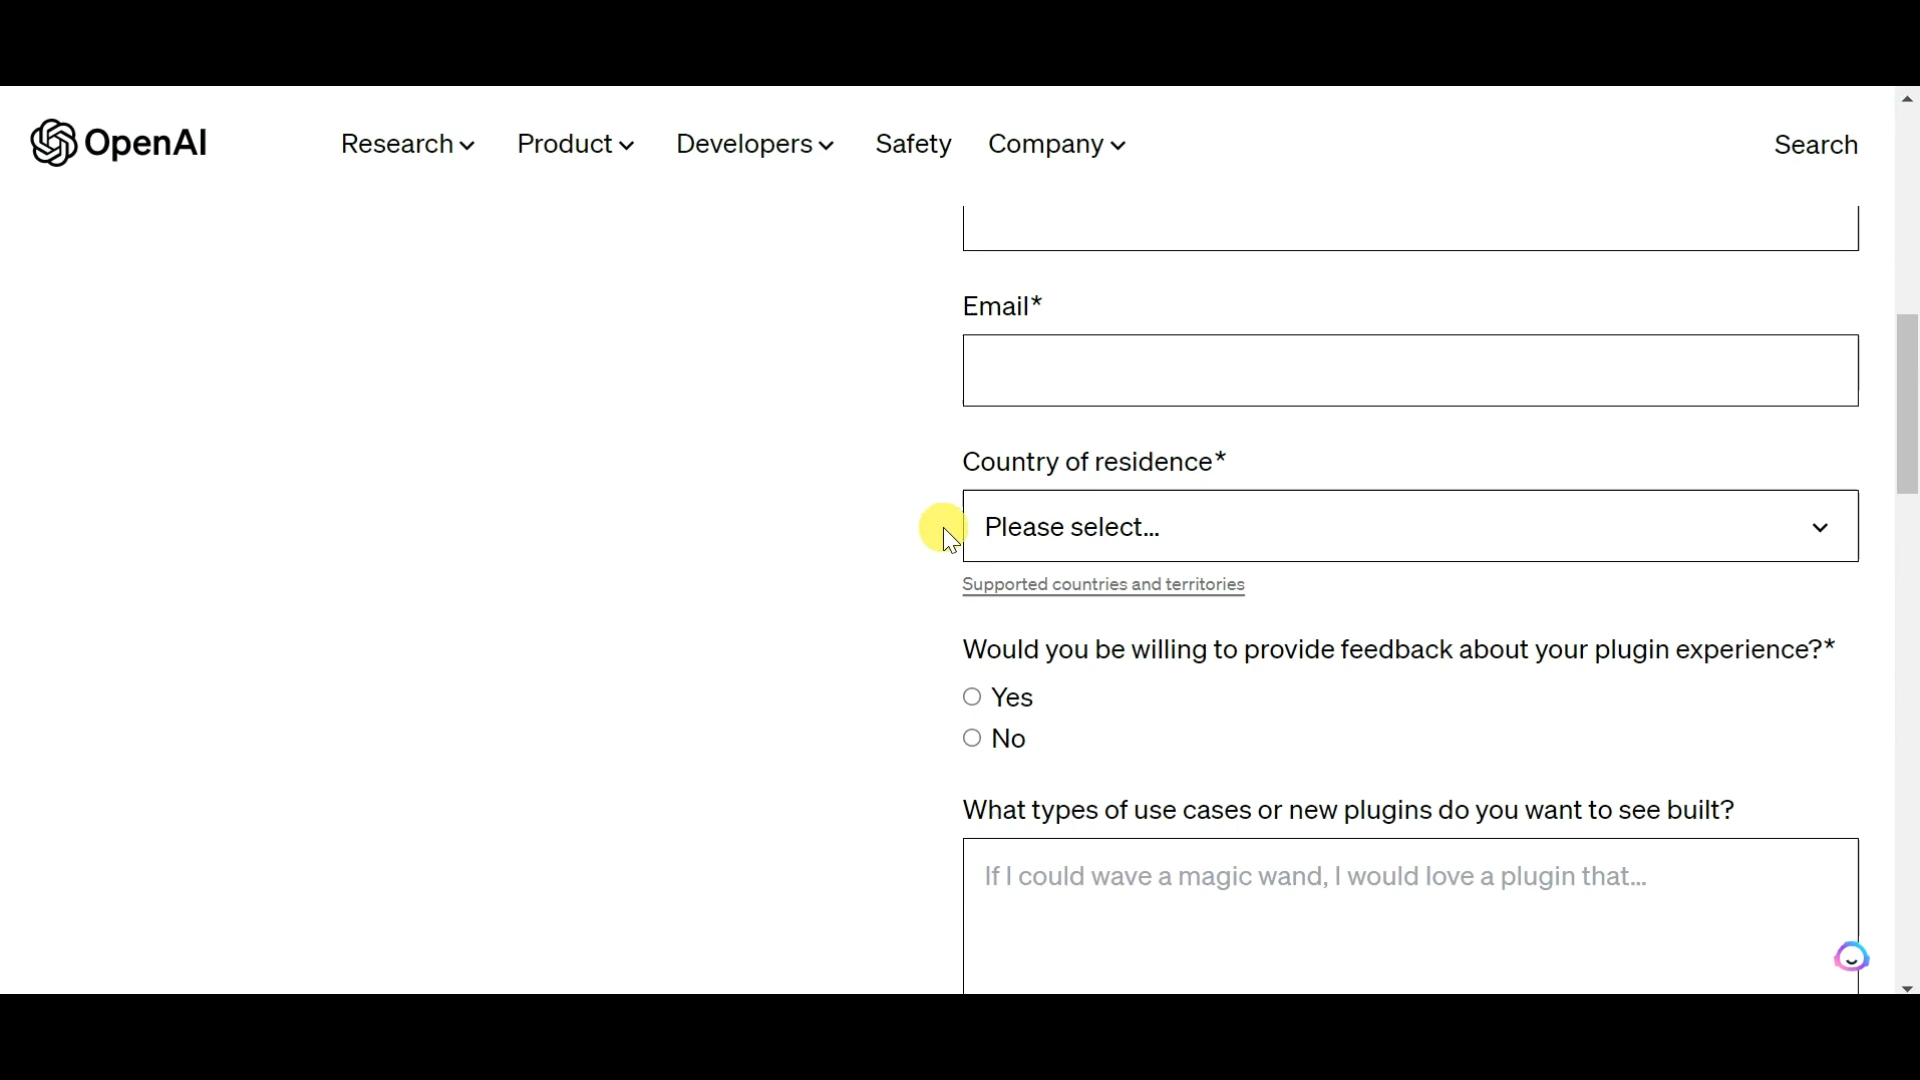 OpenAI
Research
Product
Developers
Safety
Company
Search
Email*
Country of residence*
Please select...
Supported countries and territories
Would you be willing to provide feedback about your plugin experience?*
Yes
No
What types of use cases or new plugins do you want to see built?
If I could wave a magic wand, I would love a plugin that...